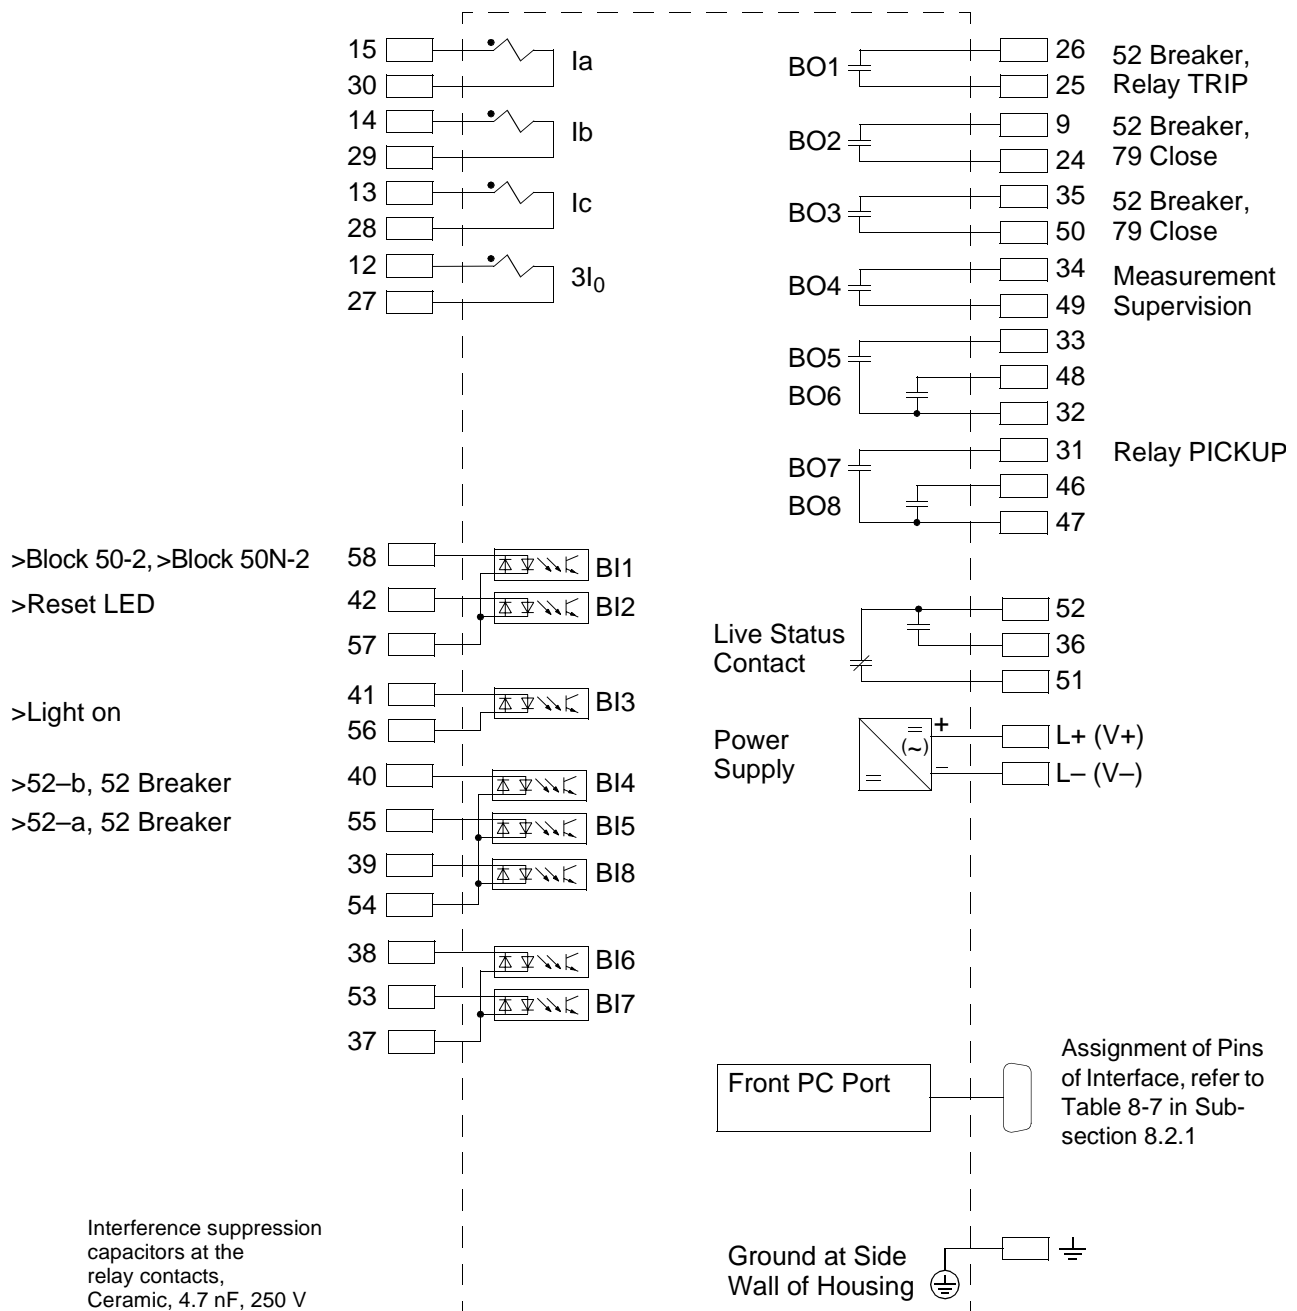 15
Ia
30
14
Ib
29
13
Ic
28
12
3I0
27
BO1
26
52 Breaker,
25
Relay TRIP
BO2
9
52 Breaker,
24
79 Close
BO3
35
52 Breaker,
50
79 Close
BO4
34
Measurement
49
Supervision
BO5
33
BO6
48
32
BO7
31
Relay PICKUP
BO8
46
47
>Block 50-2, >Block 50N-2
58
BI1
>Reset LED
42
BI2
57
>Light on
41
BI3
56
>52–b, 52 Breaker
40
BI4
>52–a, 52 Breaker
55
BI5
39
BI8
54
38
BI6
53
BI7
37
Live Status
Contact
52
36
51
Power
Supply
=
(~)
=
+
–
L+ (V+)
L– (V–)
Front PC Port
Assignment of Pins
of Interface, refer to
Table 8-7 in Sub-
section 8.2.1
Interference suppression
capacitors at the
relay contacts,
Ceramic, 4.7 nF, 250 V
Ground at Side
Wall of Housing